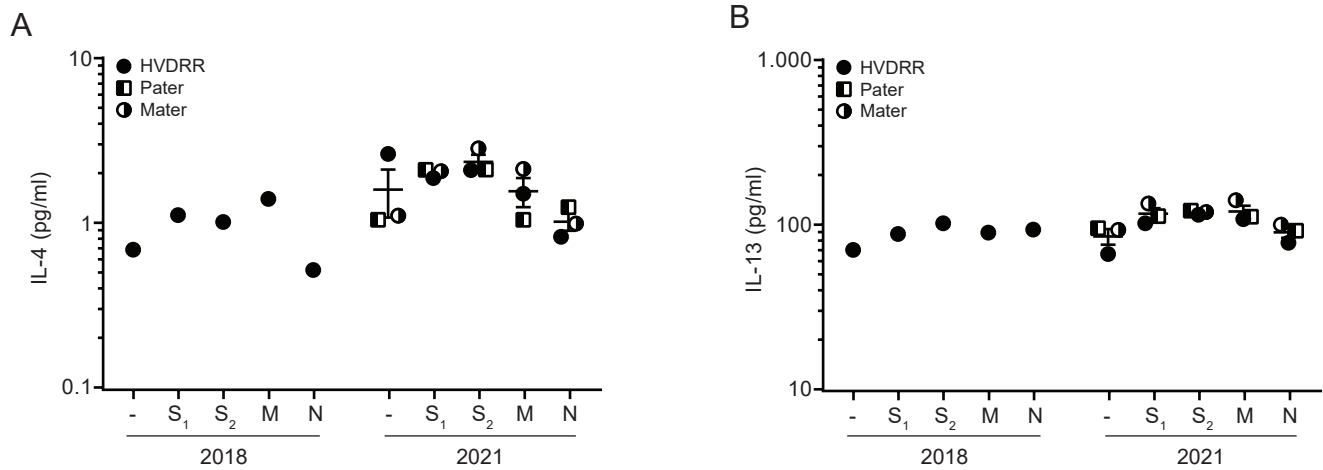 A
10
1
0.1
IL-4 (pg/ml)
HVDRR
Pater
Mater
- S1 S2 M N - S1 S2 M N
2018 2021
B
1.000
100
10
IL-13 (pg/ml)
HVDRR
Pater
Mater
- S1 S2 M N - S1 S2 M N
2018 2021